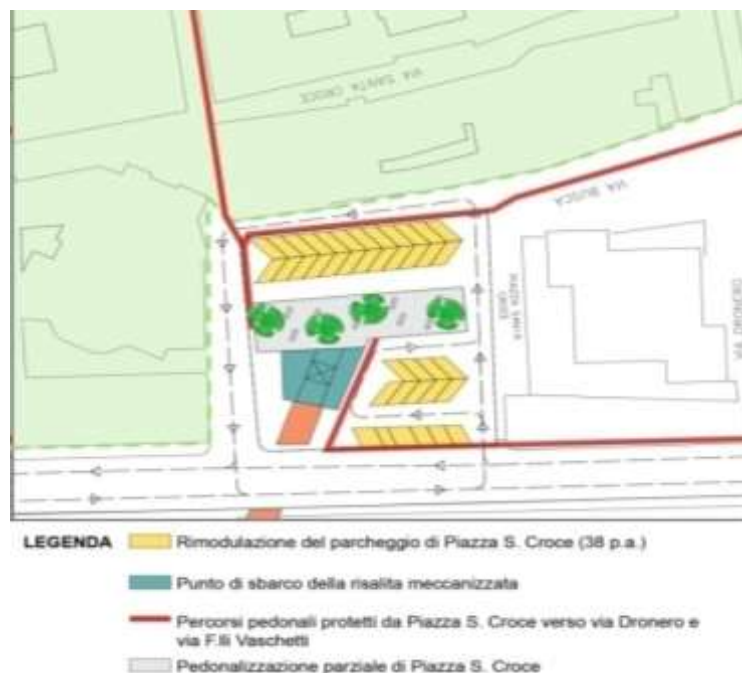 VIA SANTA CROCE
VIA BUSCA
PIAZZA SANTA
CROCE
VIA DRONERO
LEGENDA
Rimodulazione del parcheggio di Piazza S. Croce (38 p.a.)
Punto di sbarco della risalita meccanizzata
Percorsi pedonali protetti da Piazza S. Croce verso via Dronero e
via F.lli Vaschetti
Pedonalizzazione parziale di Piazza S. Croce